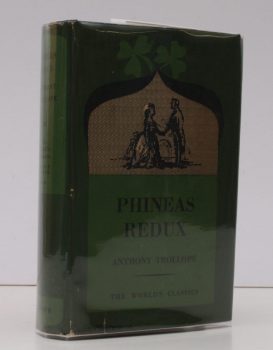 PHINEAS
REDUX
ANTHONY TROLLOPE
THE WORLD'S CLASSICS